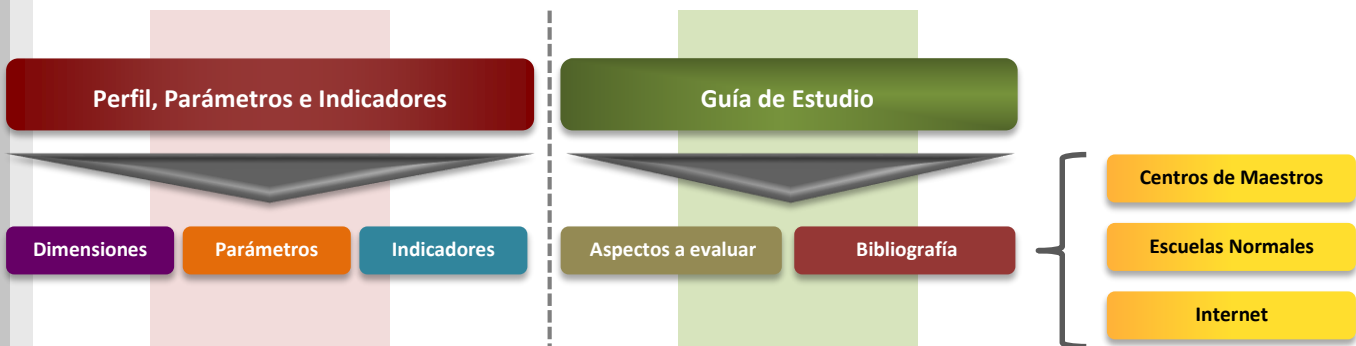 Perfil, Parámetros e Indicadores
Guía de Estudio
Dimensiones
Parámetros
Indicadores
Aspectos a evaluar
Bibliografía
Centros de Maestros
Escuelas Normales
Internet